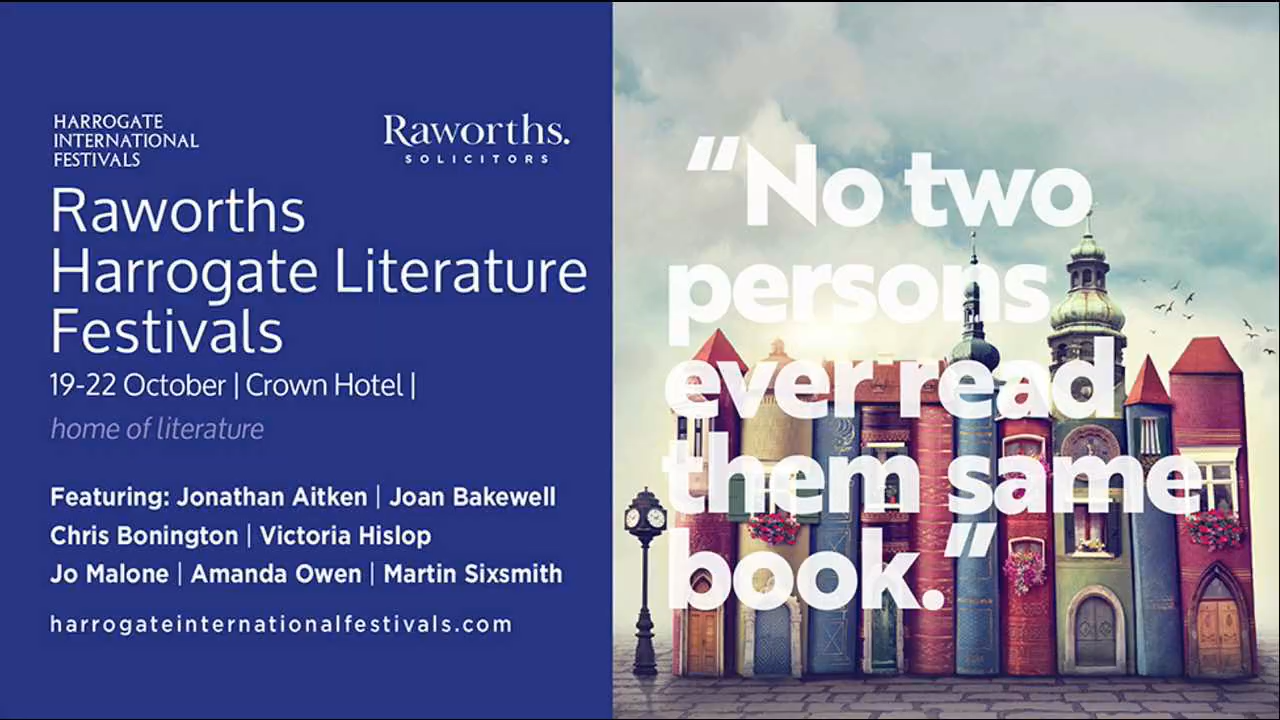 HARROGATE
INTERNATIONAL
FESTIVALS
Raworths.
SOLICITORS
Raworths
Harrogate Literature
Festivals
19-22 October | Crown Hotel |
home of literature
Featuring: Jonathan Aitken | Joan Bakewell
Chris Bonington | Victoria Hislop
Jo Malone | Amanda Owen | Martin Sixsmith
harrogateinternationalfestivals.com
“No two
persons
ever read
them same
book.”